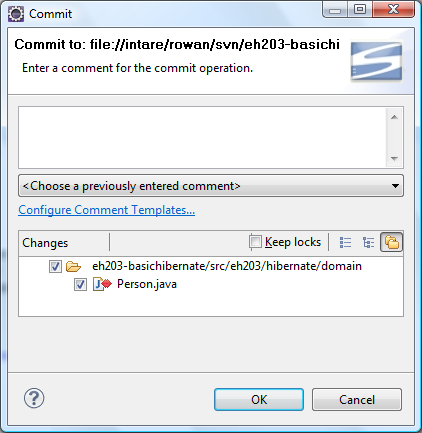 Commit
Commit to: file://intare/rowan/svn/eh203-basichi
Enter a comment for the commit operation.
<Choose a previously entered comment>
Configure Comment Templates...
Changes
Keep locks
eh203-basichibernate/src/eh203/hibernate/domain
J Person.java
?
OK
Cancel